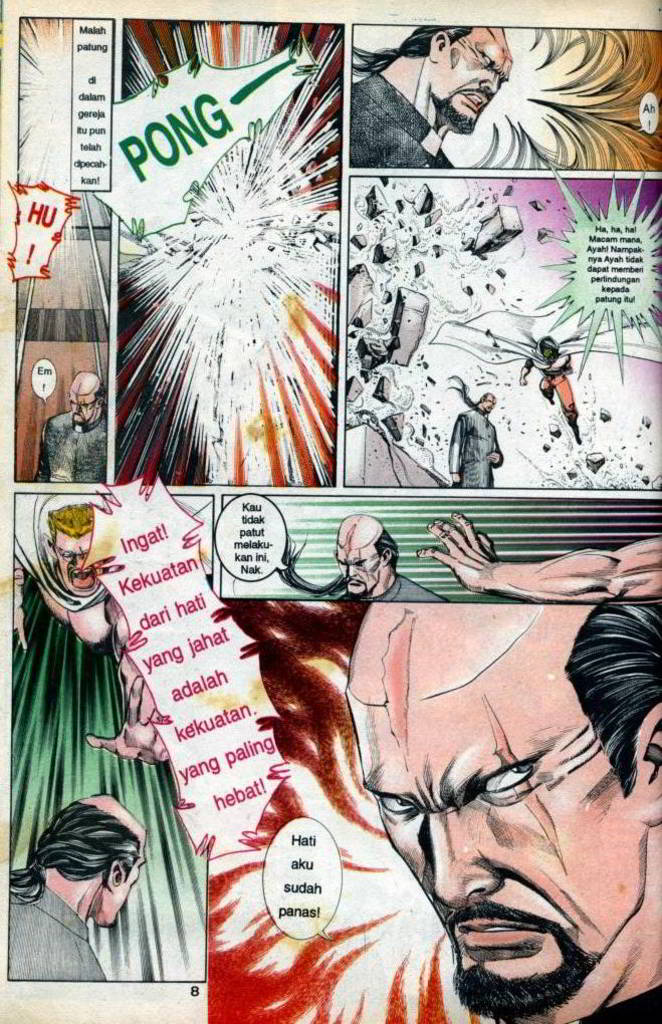 Malah
patung
di
dalam
gereja
itu pun
telah
dipecah-
kan!
PONG—
HU
!
Em
!
Ah
!
Ha, ha, ha!
Macam mana,
Ayah! Nampak-
nya Ayah tidak
dapat memberi
perlindungan
kepada
patung itu!
Ingat!
Kekuatan
dari hati
yang jahat
adalah
kekuatan.
yang paling
hebat!
Kau
tidak
patut
melaku-
kan ini,
Nak.
Hati
aku
sudah
panas!
8